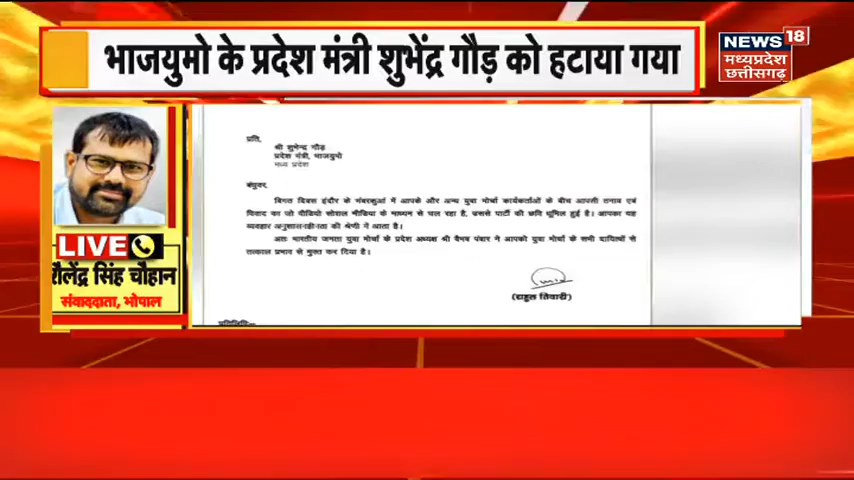 भाजयुमो के प्रदेश मंत्री शुभेंद्र गौड़ को हटाया गया
NEWS 18
मध्यप्रदेश
छत्तीसगढ़
LIVE
शैलेंद्र सिंह चौहान
संवाददाता, भोपाल
प्रति,
श्री शुभेन्द्र गौड़
प्रदेश मंत्री, भाजयुमो
मध्य प्रदेश
बंधुवर,
विगत दिवस इंदौर के भंवरकुआं में आपके और अन्य युवा मोर्चा कार्यकर्ताओं के बीच आपसी तनाव एवं
विवाद का जो वीडियो सोशल मीडिया के माध्यम से चल रहा है, उससे पार्टी की छवि धूमिल हुई है। आपका यह
व्यवहार अनुशासनहीनता की श्रेणी में आता है।
अतः भारतीय जनता युवा मोर्चा के प्रदेश अध्यक्ष श्री वैभव पंवार ने आपको युवा मोर्चा के सभी दायित्वों से
तत्काल प्रभाव से मुक्त कर दिया है।
(राहुल तिवारी)